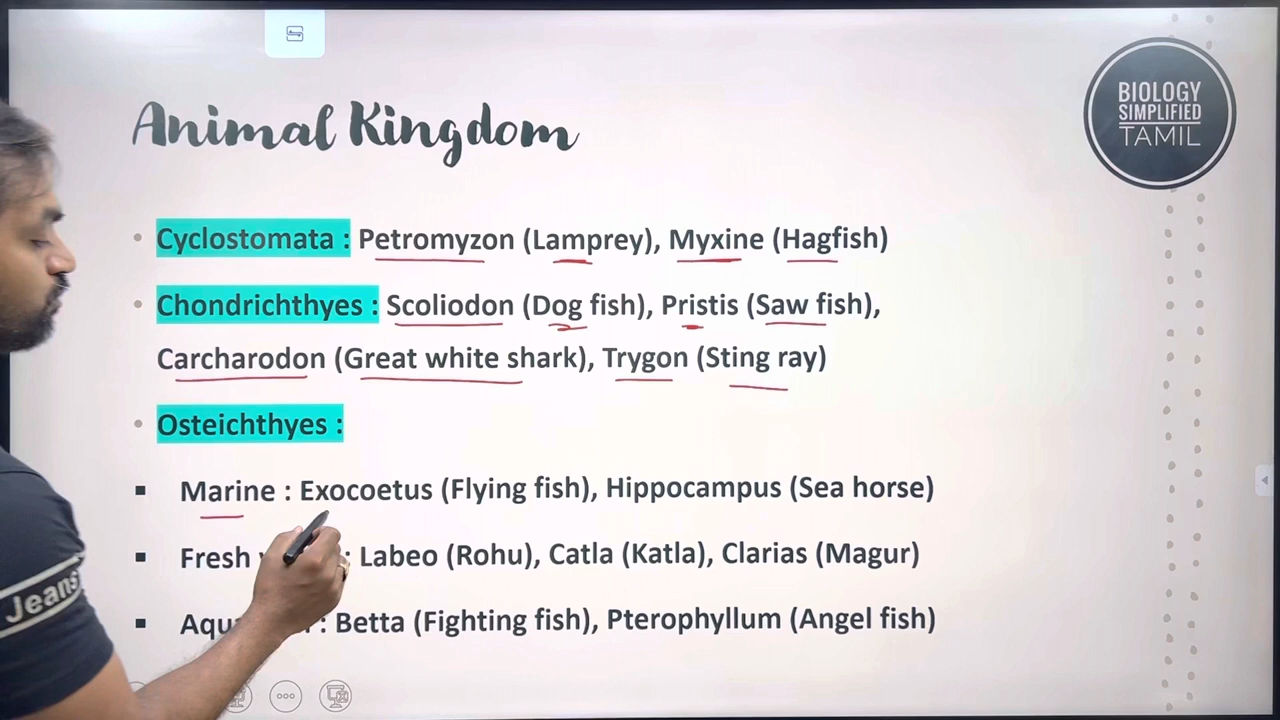 BIOLOGY
SIMPLIFIED
TAMIL
Animal Kingdom
• Cyclostomata : Petromyzon (Lamprey), Myxine (Hagfish)
• Chondrichthyes : Scoliodon (Dog fish), Pristis (Saw fish),
Carcharodon (Great white shark), Trygon (Sting ray)
• Osteichthyes :
▪ Marine : Exocoetus (Flying fish), Hippocampus (Sea horse)
▪ Fresh : Labeo (Rohu), Catla (Katla), Clarias (Magur)
▪ : Betta (Fighting fish), Pterophyllum (Angel fish)
Jeans